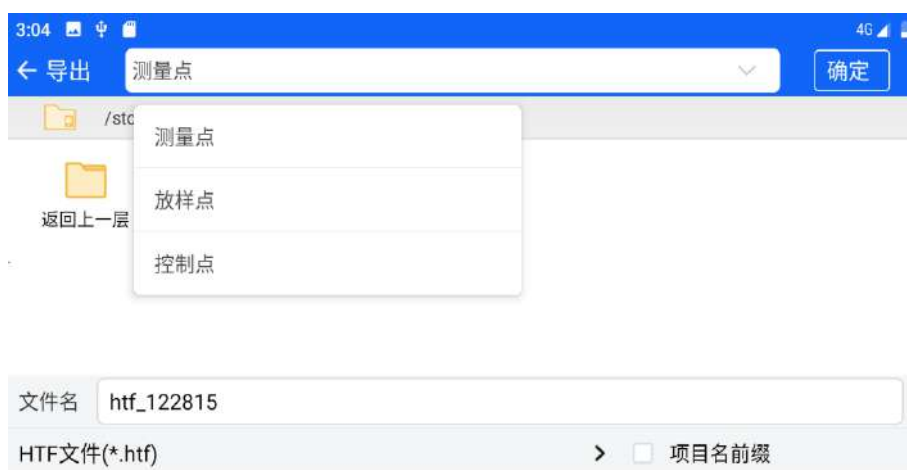 3:04
4G
导出 测量点 确定
/sto
测量点
返回上一层
放样点
控制点
文件名 htf_122815
HTF文件(*.htf) 项目名前缀